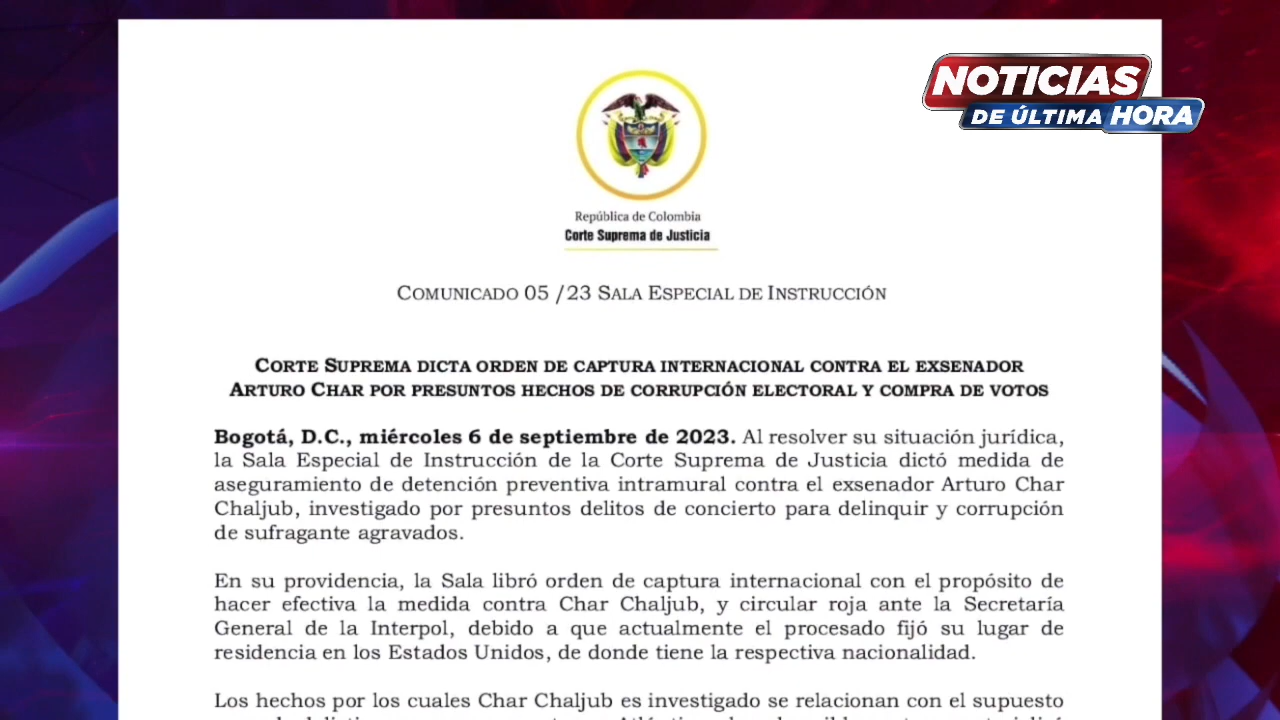 NOTICIAS
DE ÚLTIMA HORA
República de Colombia
Corte Suprema de Justicia
COMUNICADO 05 /23 SALA ESPECIAL DE INSTRUCCIÓN
CORTE SUPREMA DICTA ORDEN DE CAPTURA INTERNACIONAL CONTRA EL EXSENADOR
ARTURO CHAR POR PRESUNTOS HECHOS DE CORRUPCIÓN ELECTORAL Y COMPRA DE VOTOS
Bogotá, D.C., miércoles 6 de septiembre de 2023. Al resolver su situación jurídica,
la Sala Especial de Instrucción de la Corte Suprema de Justicia dictó medida de
aseguramiento de detención preventiva intramural contra el exsenador Arturo Char
Chaljub, investigado por presuntos delitos de concierto para delinquir y corrupción
de sufragante agravados.
En su providencia, la Sala libró orden de captura internacional con el propósito de
hacer efectiva la medida contra Char Chaljub, y circular roja ante la Secretaría
General de la Interpol, debido a que actualmente el procesado fijó su lugar de
residencia en los Estados Unidos, de donde tiene la respectiva nacionalidad.
Los hechos por los cuales Char Chaljub es investigado se relacionan con el supuesto